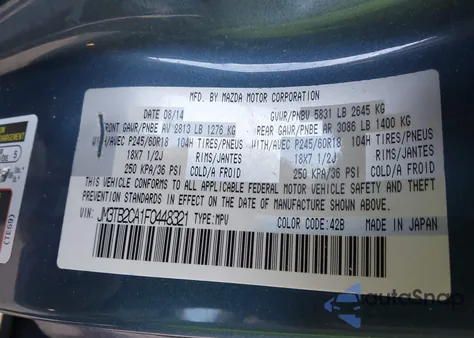 MFD. BY MAZDA MOTOR CORPORATION
DATE 08/14 GVWR/PNBV 5831 LB 2645 KG
FRONT GAWR/PNBE AV 2813 LB 1276 KG REAR GAWR/PNBE AR 3086 LB 1400 KG
WITH/AVEC P245/60R18 104H TIRES/PNEUS WITH/AVEC P245/60R18 104H TIRES/PNEUS
18X7 1/2J RIMS/JANTES 18X7 1/2J RIMS/JANTES
250 KPA/36 PSI COLD/A FROID 250 KPA/36 PSI COLD/A FROID
THIS VEHICLE CONFORMS TO ALL APPLICABLE FEDERAL MOTOR VEHICLE SAFETY, BUMPER, AND THEFT
PREVENTION STANDARDS IN EFFECT ON THE DATE OF MANUFACTURE SHOWN ABOVE.
VIN: JM3TB2CA1F0448321 TYPE: MPV COLOR CODE: 42B MADE IN JAPAN
5
(TE69)
autoSnap